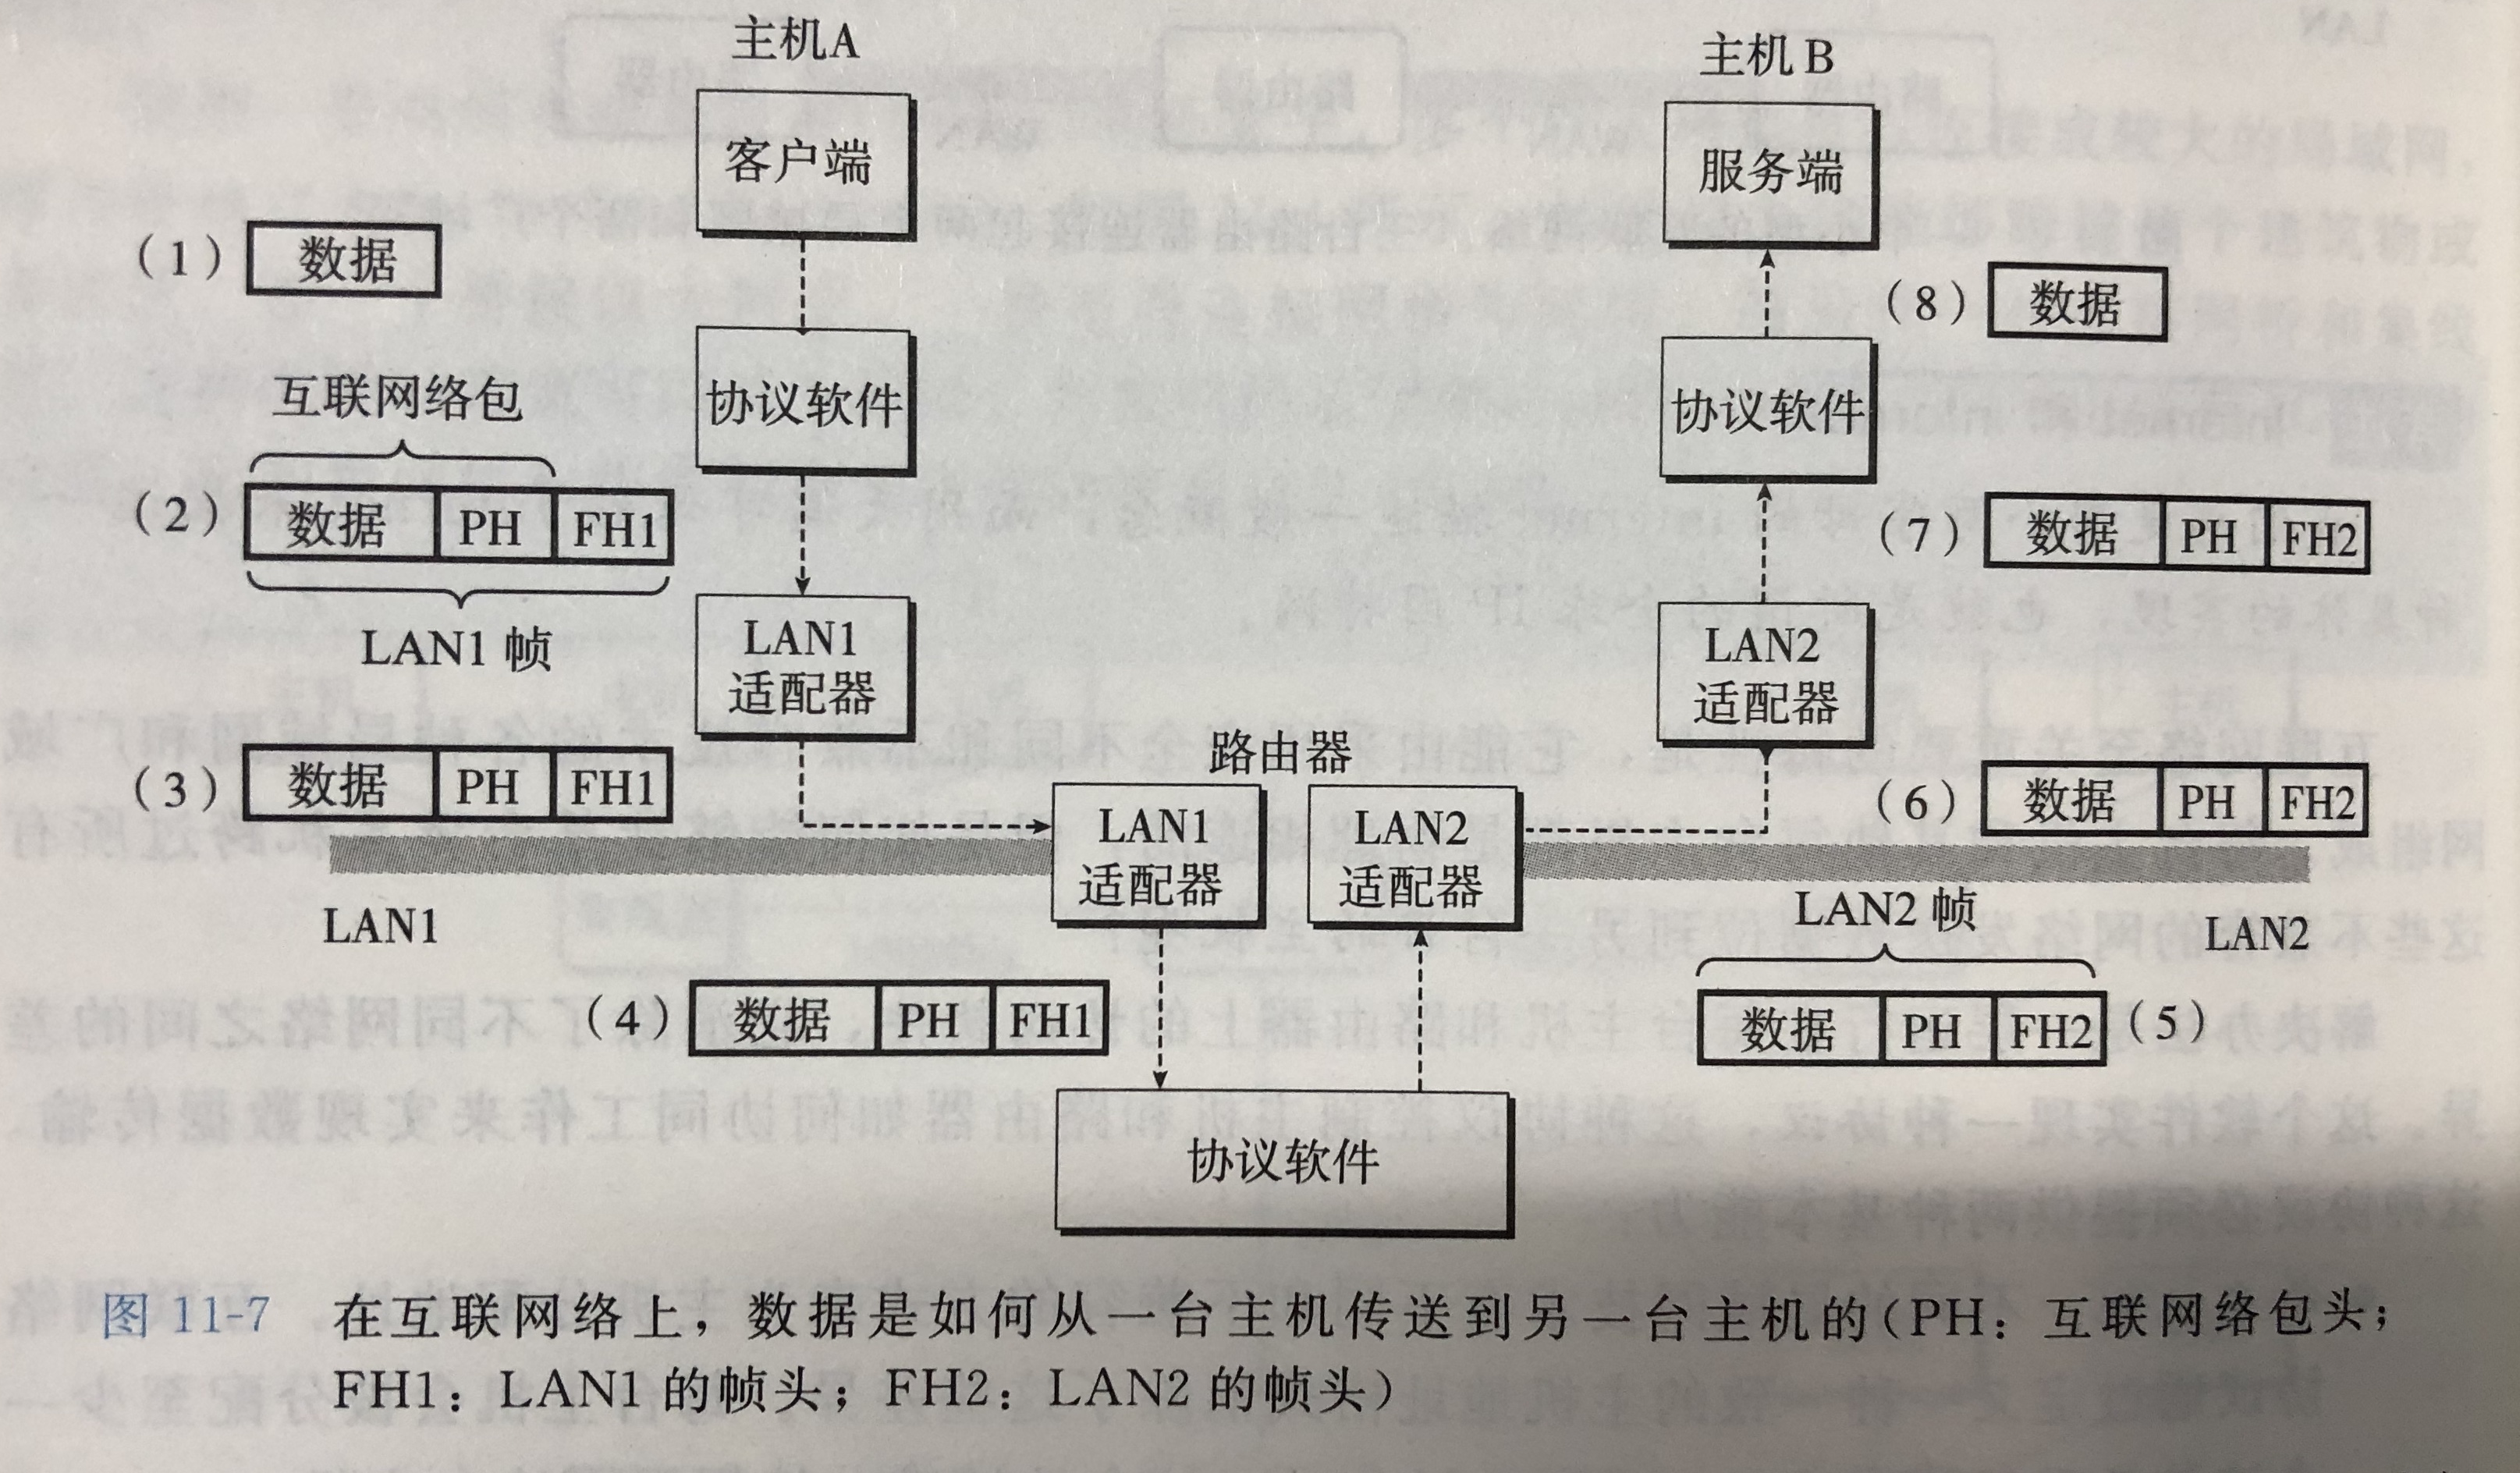 主机A
主机 B
客户端
服务端
(1) 数据
(8) 数据
协议软件
协议软件
互联网络包
(2) 数据 PH FH1
(7) 数据 PH FH2
LAN1 帧
LAN1
适配器
LAN2
适配器
路由器
(3) 数据 PH FH1
LAN1
适配器
LAN2
适配器
(6) 数据 PH FH2
LAN1
LAN2 帧
LAN2
(4) 数据 PH FH1
数据 PH FH2 (5)
协议软件
图 11-7 在互联网络上，数据是如何从一台主机传送到另一台主机的（PH：互联网络包头；
FH1：LAN1 的帧头；FH2：LAN2 的帧头）